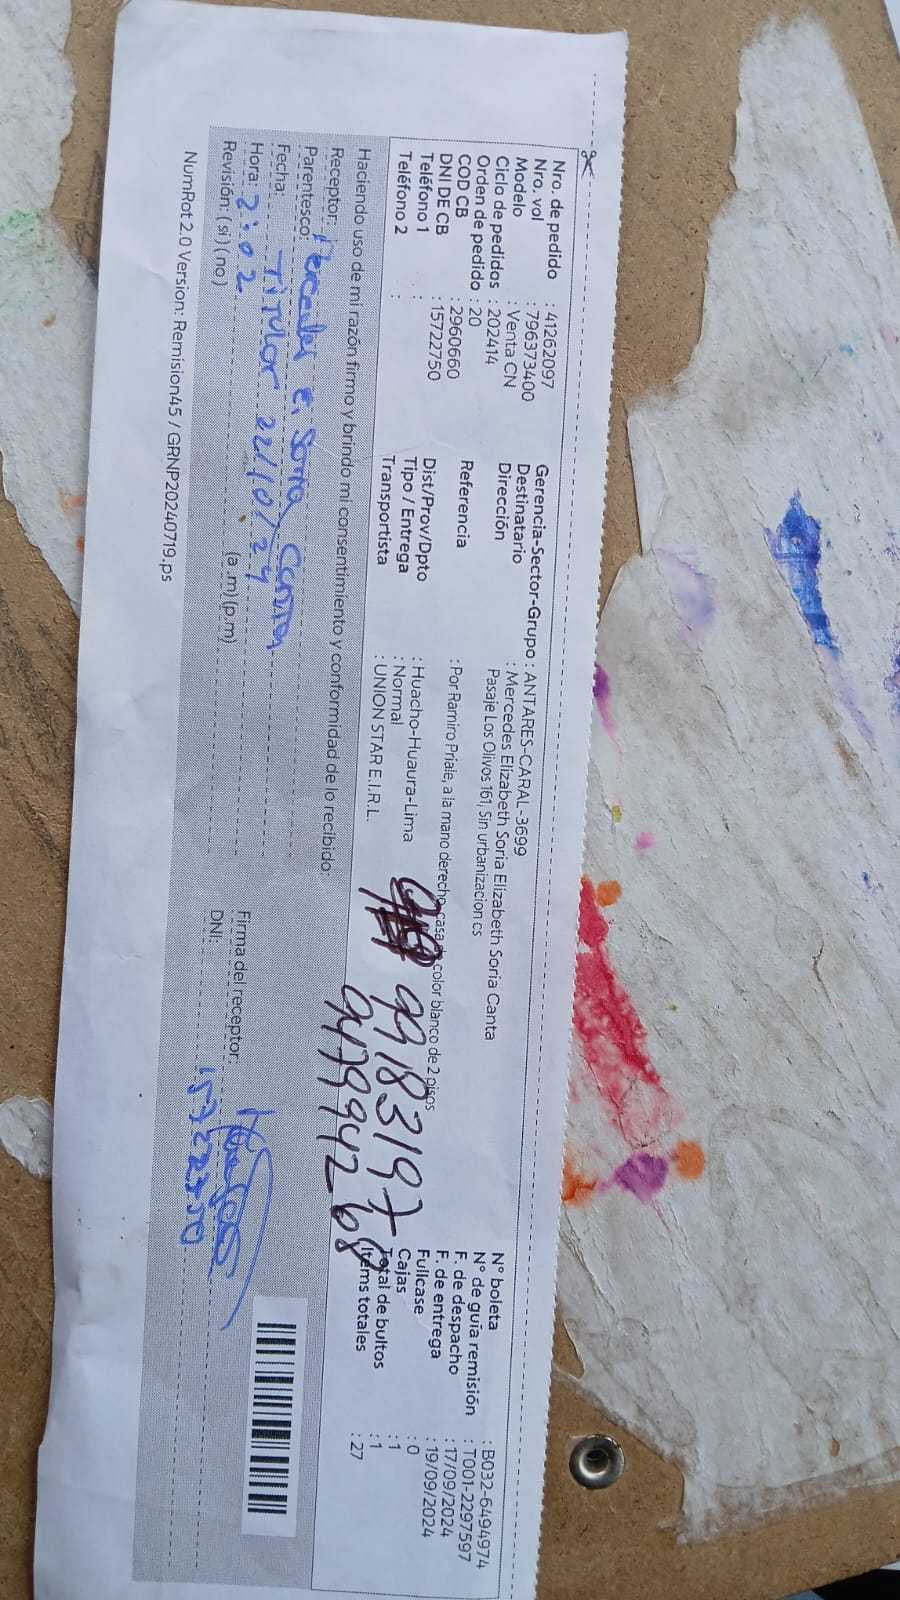 Nro. de pedido : 41262097
Nro. vol : 796373400
Modelo : Venta CN
Ciclo de pedidos : 202414
Orden de pedido : 20
COD CB : 2960660
DNI DE CB : 15722750
Teléfono 1 :
Teléfono 2 :
Gerencia-Sector-Grupo : ANTARES-CARAL-3699
Destinatario : Mercedes Elizabeth Soria Elizabeth Soria Canta
Dirección Pasaje Los Olivos 161, Sin urbanizacion cs
Referencia : Por Ramiro Priale, a la mano derecha, casa de color blanco de 2 pisos
Dist/Prov/Dpto : Huacho-Huaura-Lima
Tipo / Entrega : Normal
Transportista : UNION STAR E.I.R.L.
99183197
947994268
N° boleta : B032-6494974
N° de guía remisión : T001-2297597
F. de despacho : 17/09/2024
F. de entrega : 19/09/2024
Fullcase : 0
Cajas : 1
Total de bultos : 1
Items totales : 27
Haciendo uso de mi razón firmo y brindo mi consentimiento y conformidad de lo recibido:
Receptor: Mercedes E. Soria Canta
Parentesco: Titular
Fecha: 22/10/24
Hora: 2:02 (a.m) (p.m)
Revisión: (si) (no)
Firma del receptor:
DNI: 15722750
NumRot 2.0 Version: Remision45 / GRNP20240719.ps